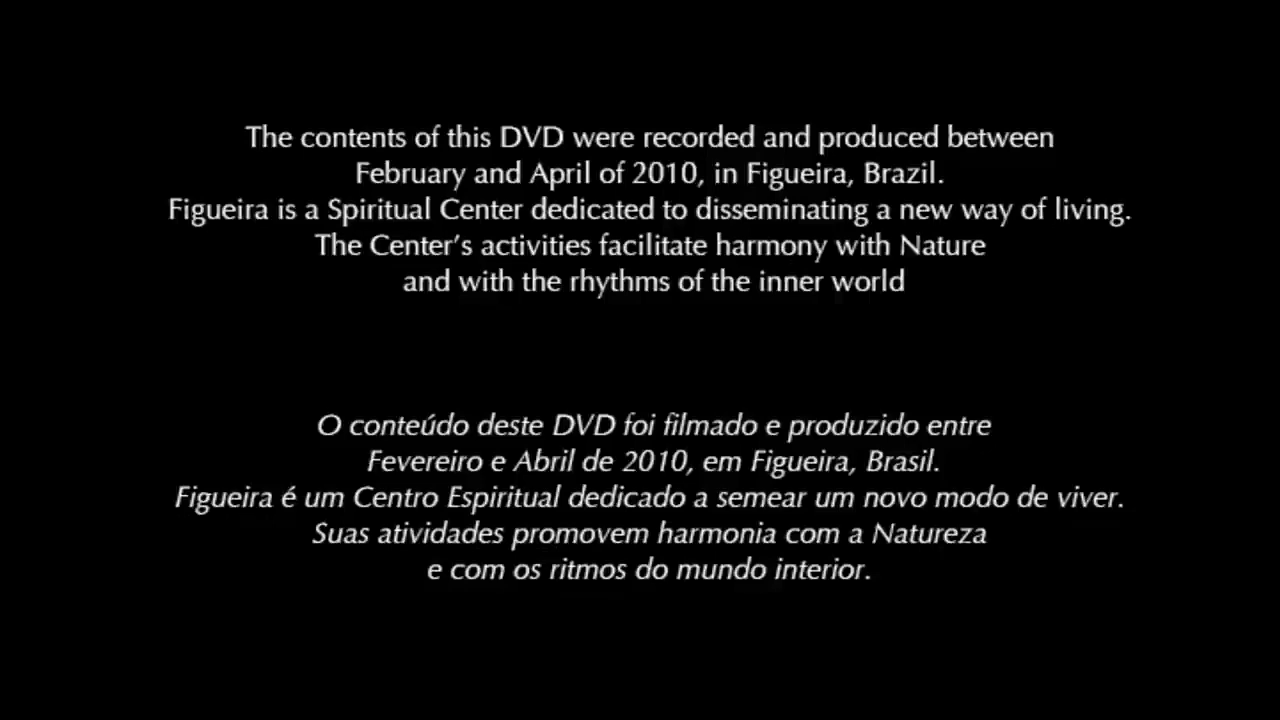 The contents of this DVD were recorded and produced between
February and April of 2010, in Figueira, Brazil.
Figueira is a Spiritual Center dedicated to disseminating a new way of living.
The Center's activities facilitate harmony with Nature
and with the rhythms of the inner world
O conteúdo deste DVD foi filmado e produzido entre
Fevereiro e Abril de 2010, em Figueira, Brasil.
Figueira é um Centro Espiritual dedicado a semear um novo modo de viver.
Suas atividades promovem harmonia com a Natureza
e com os ritmos do mundo interior.